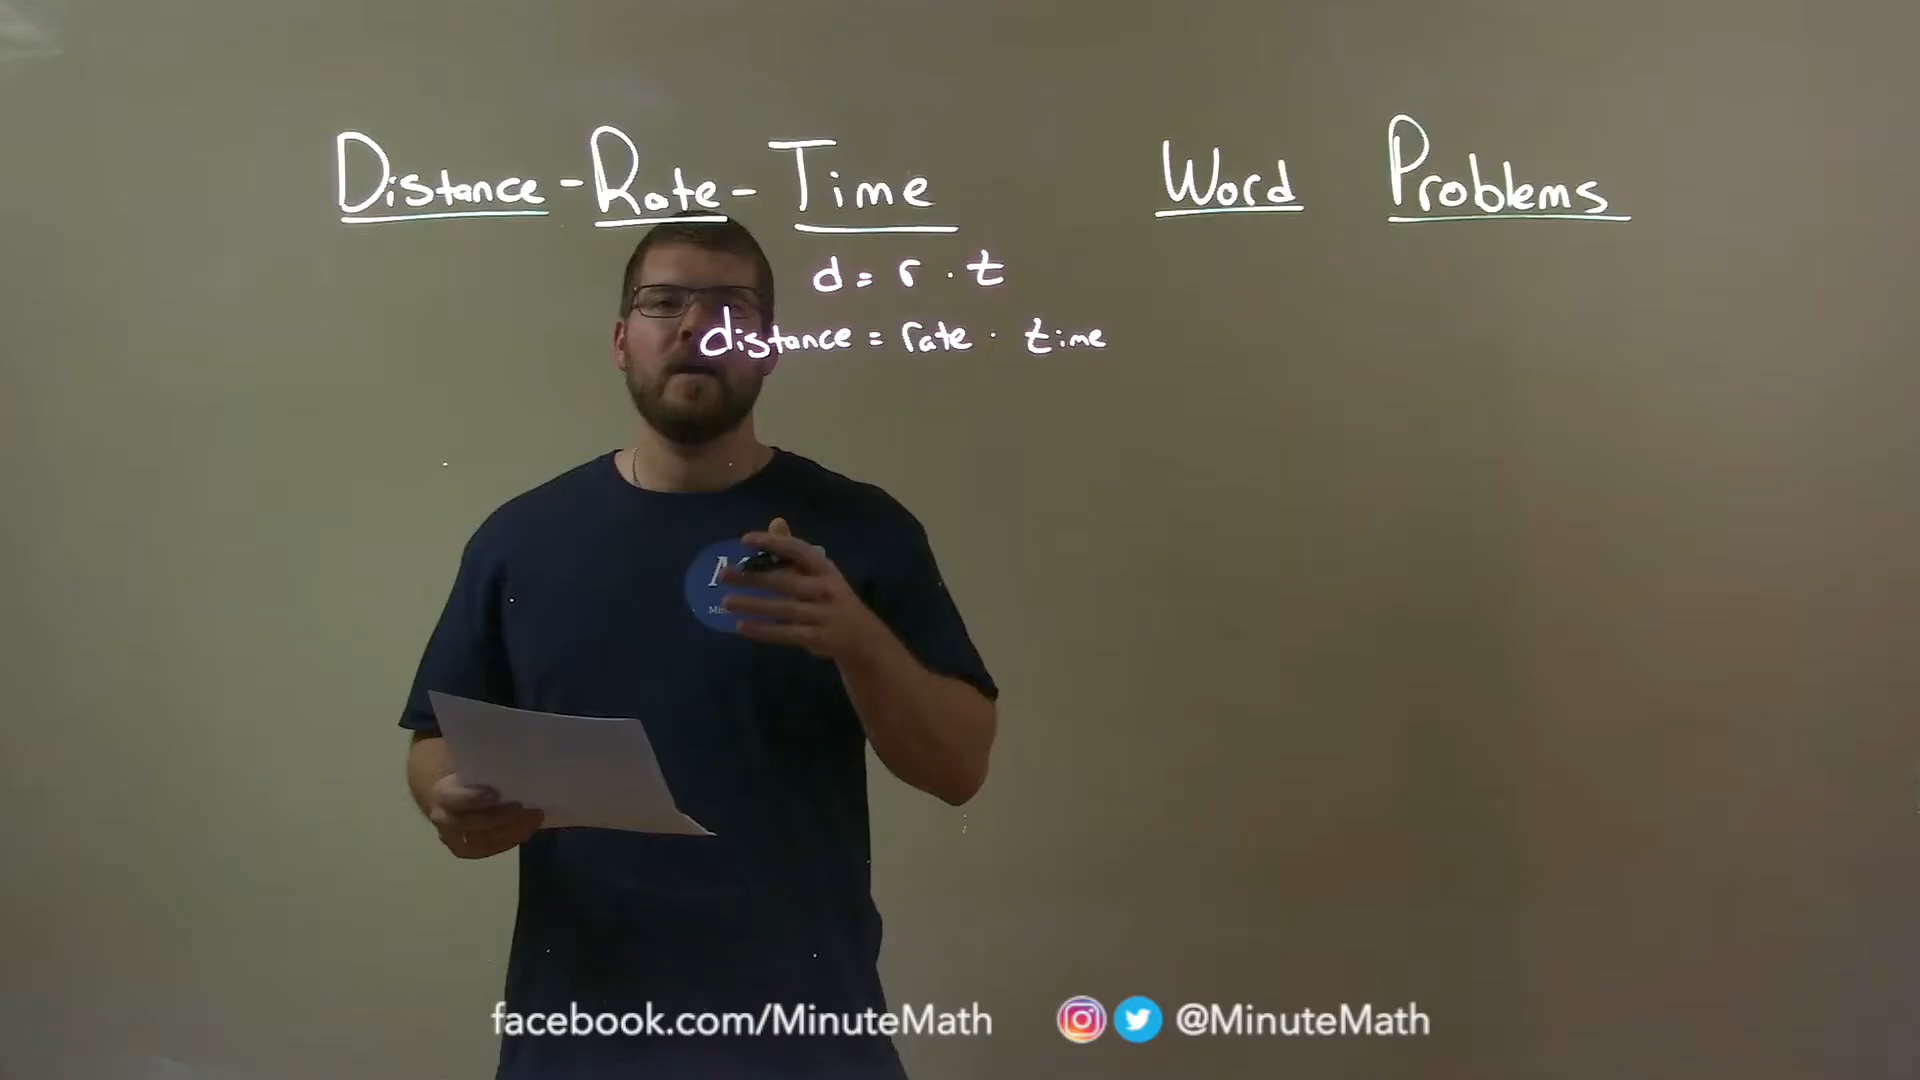 Distance - Rate - Time Word Problems
d = r · t
distance = rate · time
facebook.com/MinuteMath @MinuteMath